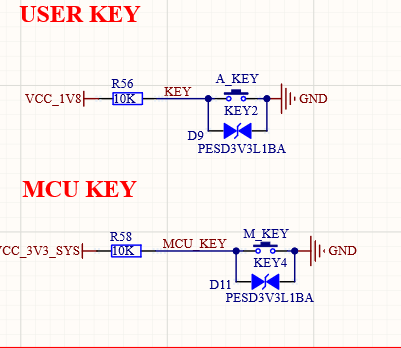 USER KEY
R56
A_KEY
VCC_1V8
10K
KEY
GND
KEY2
D9
PESD3V3L1BA
MCU KEY
R58
M_KEY
VCC_3V3_SYS
10K
MCU_KEY
GND
KEY4
D11
PESD3V3L1BA